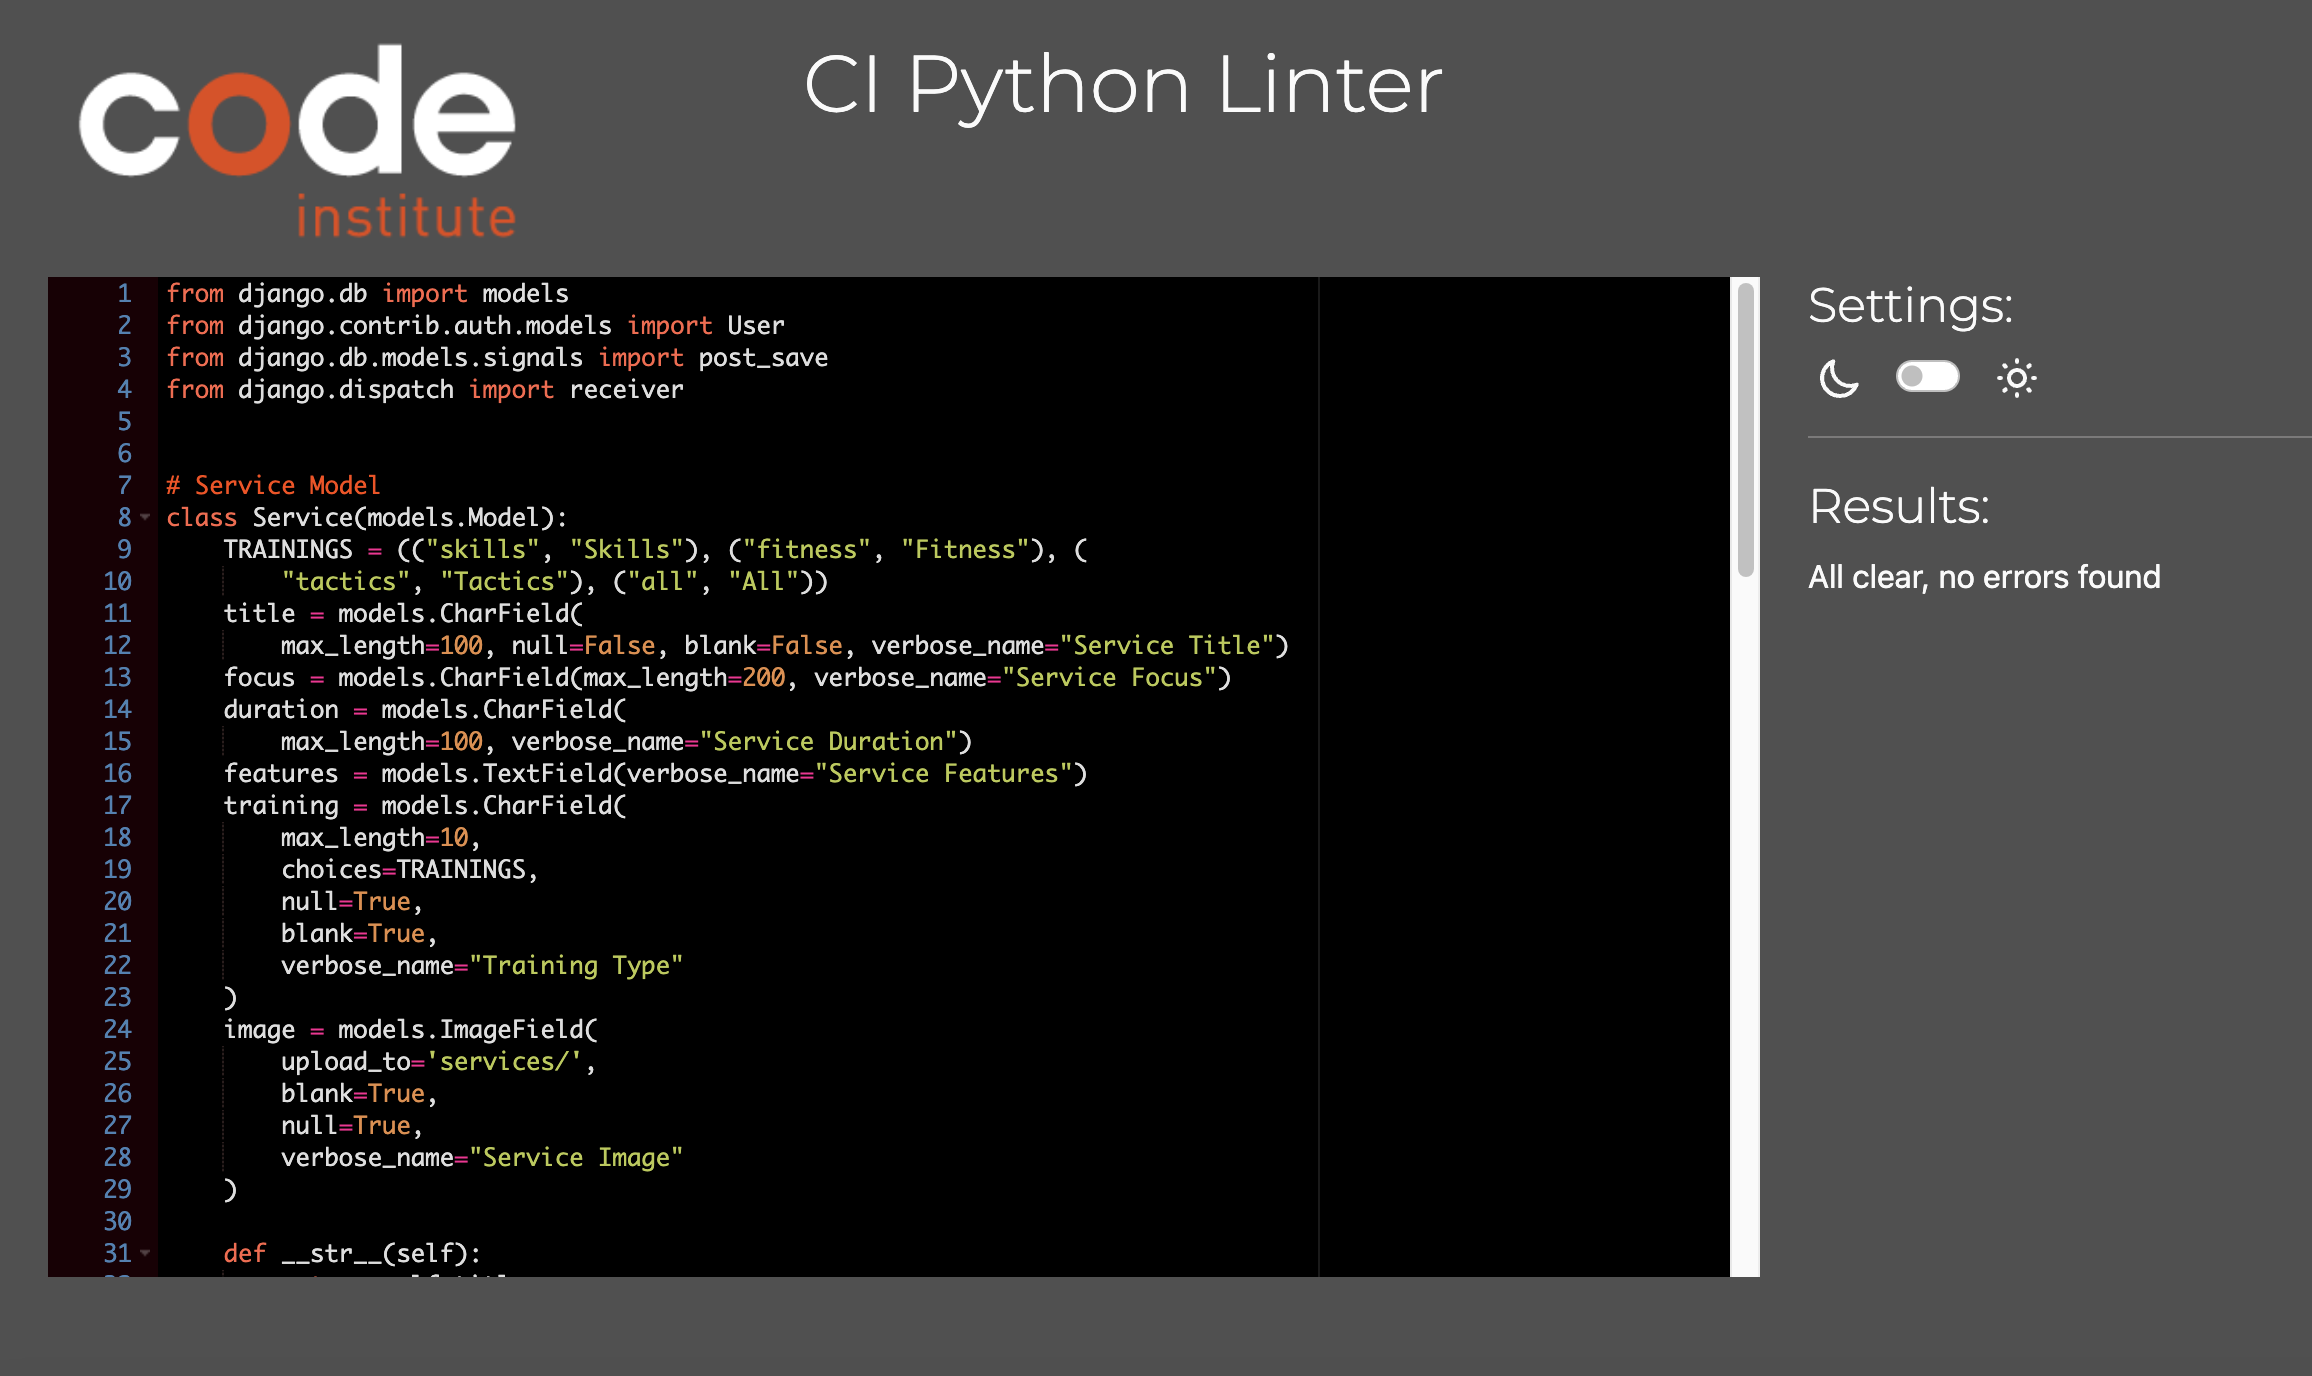 code
institute
CI Python Linter
1 from django.db import models
2 from django.contrib.auth.models import User
3 from django.db.models.signals import post_save
4 from django.dispatch import receiver
5
6
7 # Service Model
8 class Service(models.Model):
9     TRAININGS = (("skills", "Skills"), ("fitness", "Fitness"), (
10         "tactics", "Tactics"), ("all", "All"))
11     title = models.CharField(
12         max_length=100, null=False, blank=False, verbose_name="Service Title")
13     focus = models.CharField(max_length=200, verbose_name="Service Focus")
14     duration = models.CharField(
15         max_length=100, verbose_name="Service Duration")
16     features = models.TextField(verbose_name="Service Features")
17     training = models.CharField(
18         max_length=10,
19         choices=TRAININGS,
20         null=True,
21         blank=True,
22         verbose_name="Training Type"
23     )
24     image = models.ImageField(
25         upload_to='services/',
26         blank=True,
27         null=True,
28         verbose_name="Service Image"
29     )
30
31     def __str__(self):
Settings:
Results:
All clear, no errors found